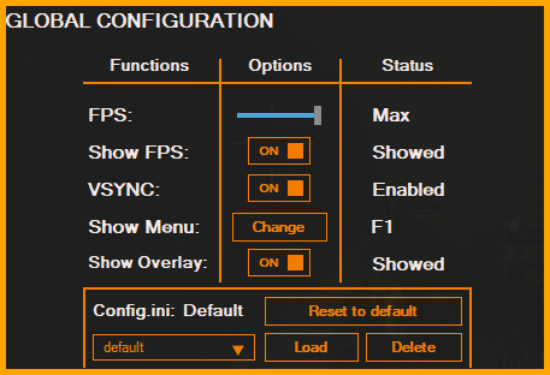 GLOBAL CONFIGURATION
Functions Options Status
FPS: Max
Show FPS: ON Showed
VSYNC: ON Enabled
Show Menu: Change F1
Show Overlay: ON Showed
Config.ini: Default Reset to default
default Load Delete